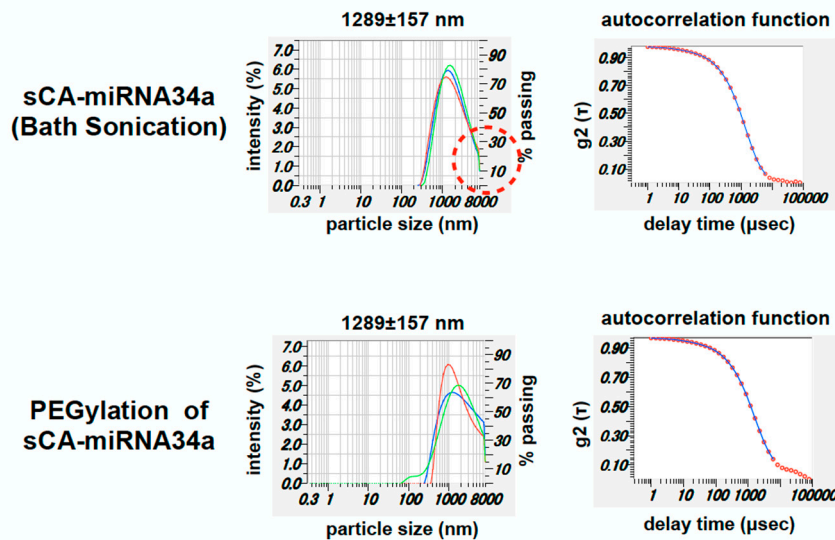 1289±157 nm
autocorrelation function
sCA-miRNA34a
(Bath Sonication)
intensity (%)
7.0
6.0
5.0
4.0
3.0
2.0
1.0
0.0
90
70
50
30
10
% passing
0.3 1 10 100 1000 8000
particle size (nm)
g2 (τ)
0.90
0.70
0.50
0.30
0.10
1 10 100 1000 100000
delay time (µsec)
1289±157 nm
autocorrelation function
PEGylation of
sCA-miRNA34a
intensity (%)
7.0
6.0
5.0
4.0
3.0
2.0
1.0
0.0
90
70
50
30
10
% passing
0.3 1 10 100 1000 8000
particle size (nm)
g2 (τ)
0.90
0.70
0.50
0.30
0.10
1 10 100 1000 100000
delay time (µsec)